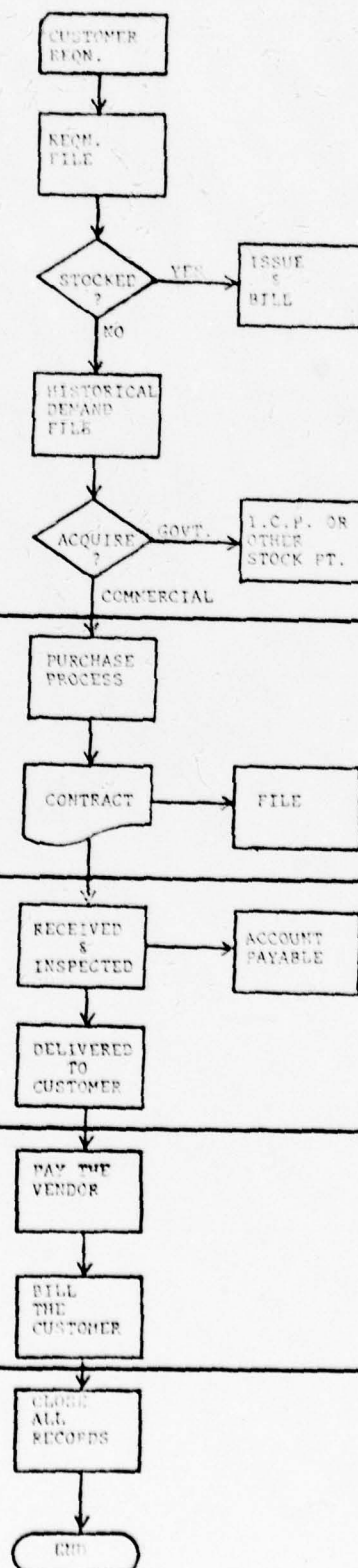 CUSTOMER
REQN.
REQN.
FILE
STOCKED
?
YES
ISSUE
&
BILL
NO
HISTORICAL
DEMAND
FILE
ACQUIRE
?
GOVT.
I.C.P. OR
OTHER
STOCK PT.
COMMERCIAL
PURCHASE
PROCESS
CONTRACT
FILE
RECEIVED
&
INSPECTED
ACCOUNT
PAYABLE
DELIVERED
TO
CUSTOMER
PAY THE
VENDOR
BILL
THE
CUSTOMER
CLOSE
ALL
RECORDS
END